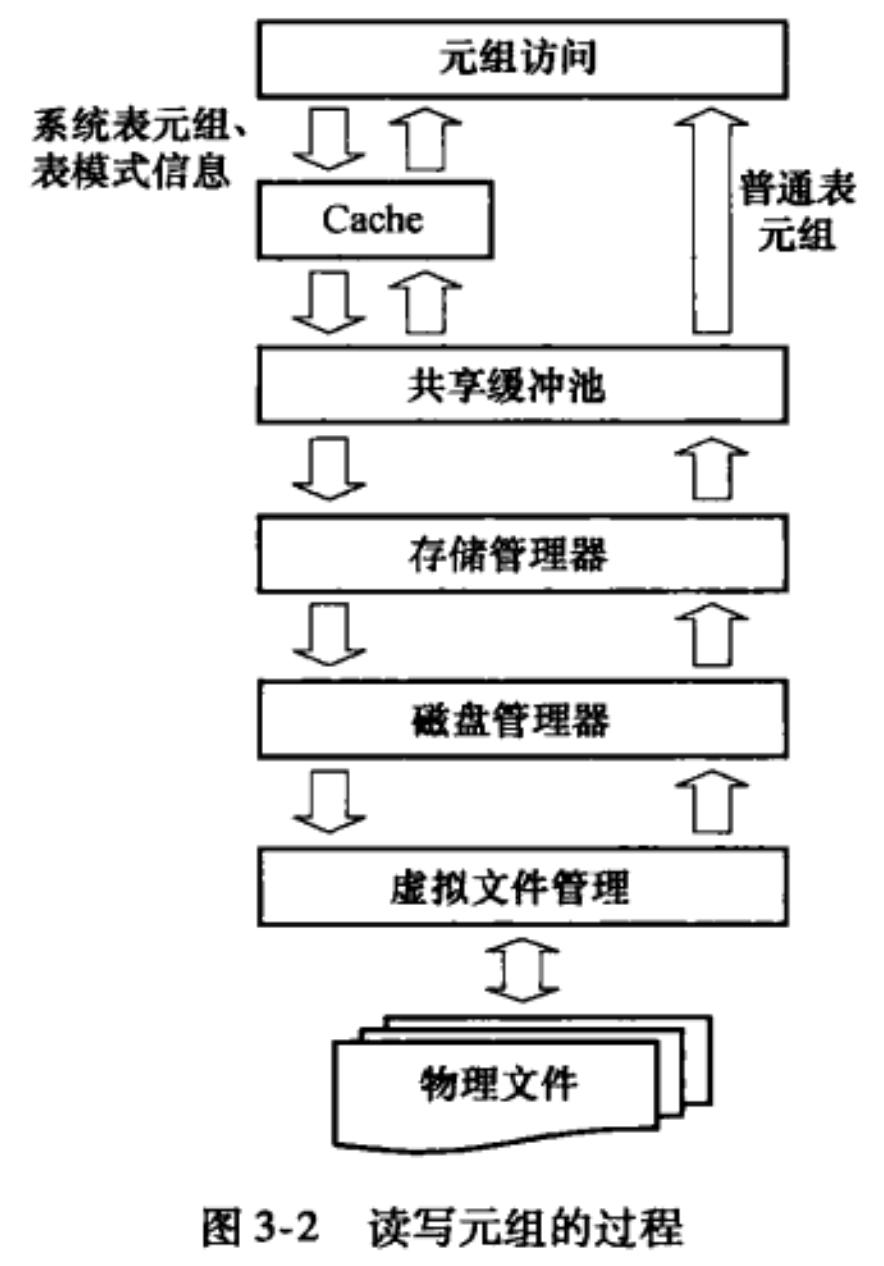 元组访问
系统表元组、
表模式信息
Cache
普通表
元组
共享缓冲池
存储管理器
磁盘管理器
虚拟文件管理
物理文件
图 3-2 读写元组的过程